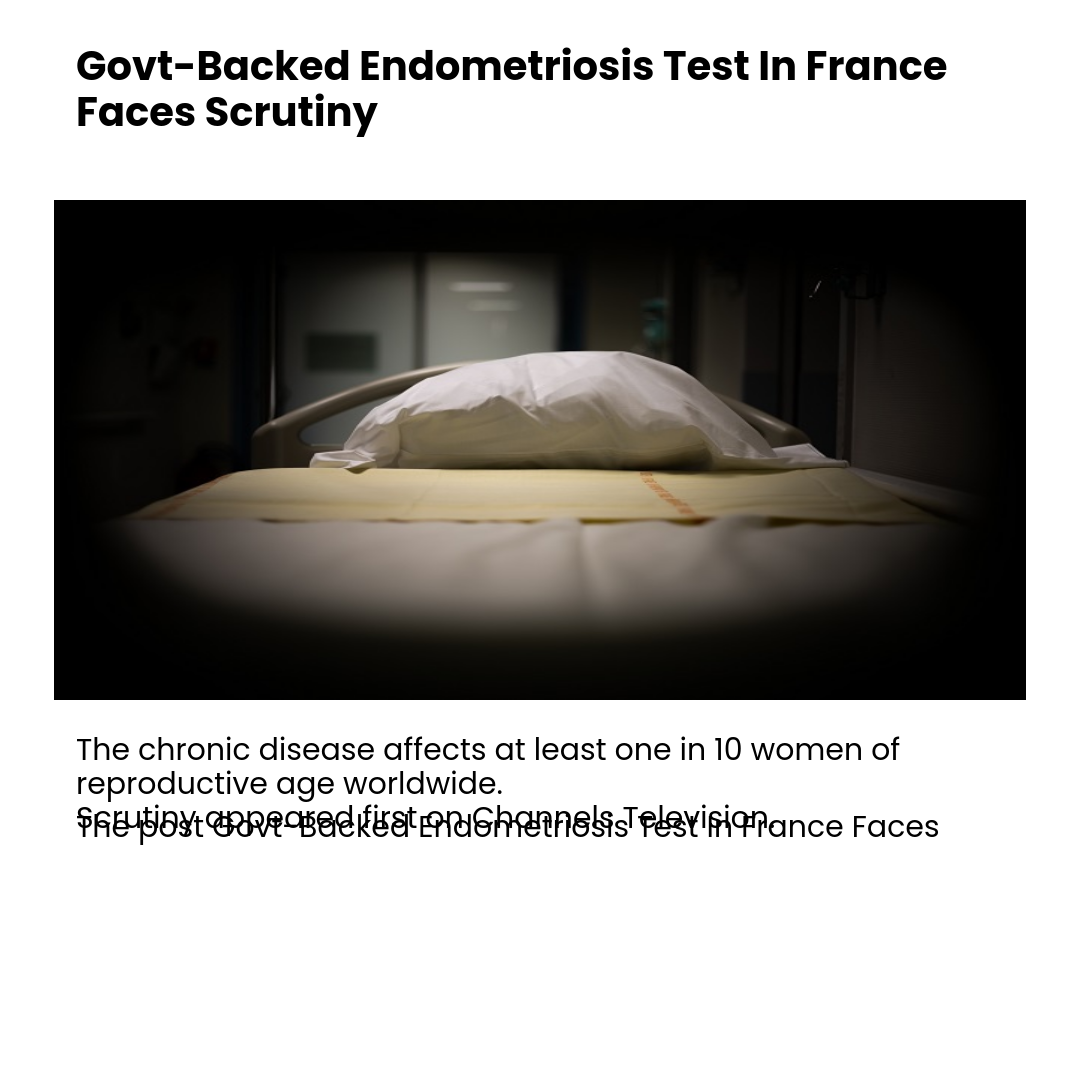 Govt-Backed Endometriosis Test In France
Faces Scrutiny
The chronic disease affects at least one in 10 women of
reproductive age worldwide.
The post Govt-Backed Endometriosis Test In France Faces
Scrutiny appeared first on Channels Television.